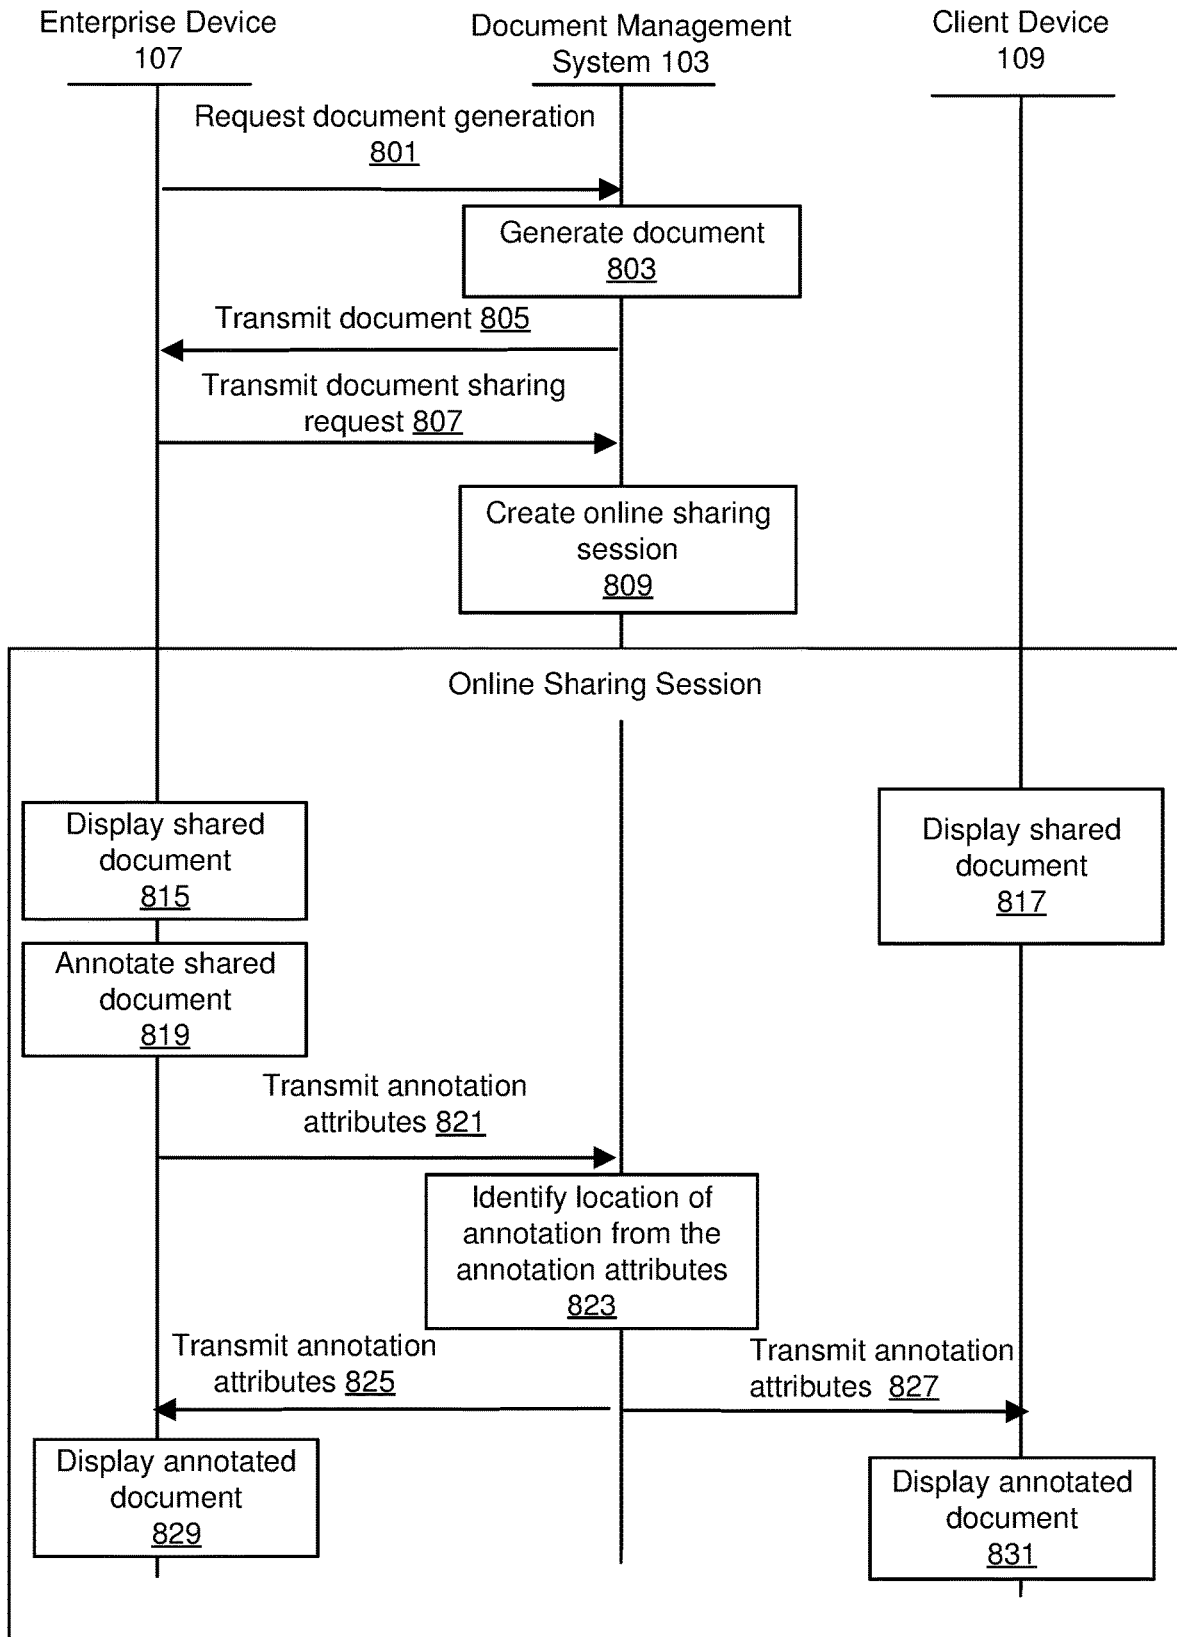 Enterprise Device
107
Document Management
System 103
Client Device
109
Request document generation
801
Generate document
803
Transmit document 805
Transmit document sharing
request 807
Create online sharing
session
809
Online Sharing Session
Display shared
document
815
Display shared
document
817
Annotate shared
document
819
Transmit annotation
attributes 821
Identify location of
annotation from the
annotation attributes
823
Transmit annotation
attributes 825
Transmit annotation
attributes 827
Display annotated
document
829
Display annotated
document
831